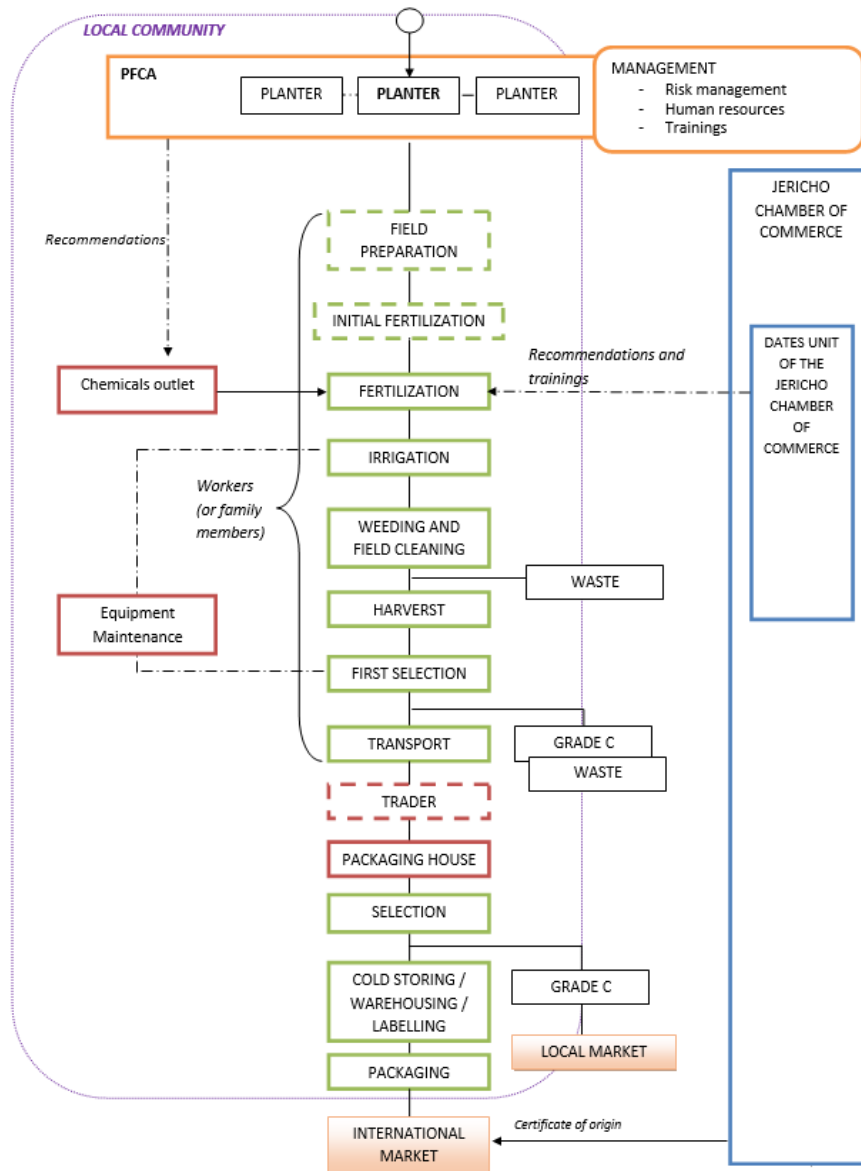 LOCAL COMMUNITY
PFCA
PLANTER
PLANTER
PLANTER
MANAGEMENT
- Risk management
- Human resources
- Trainings
JERICHO
CHAMBER OF
COMMERCE
Recommendations
FIELD
PREPARATION
INITIAL FERTILIZATION
Recommendations and
trainings
DATES UNIT
OF THE
JERICHO
CHAMBER
OF
COMMERCE
Chemicals outlet
FERTILIZATION
IRRIGATION
Workers
(or family
members)
WEEDING AND
FIELD CLEANING
WASTE
Equipment
Maintenance
HARVERST
FIRST SELECTION
TRANSPORT
GRADE C
WASTE
TRADER
PACKAGING HOUSE
SELECTION
COLD STORING /
WAREHOUSING /
LABELLING
GRADE C
LOCAL MARKET
PACKAGING
INTERNATIONAL
MARKET
Certificate of origin